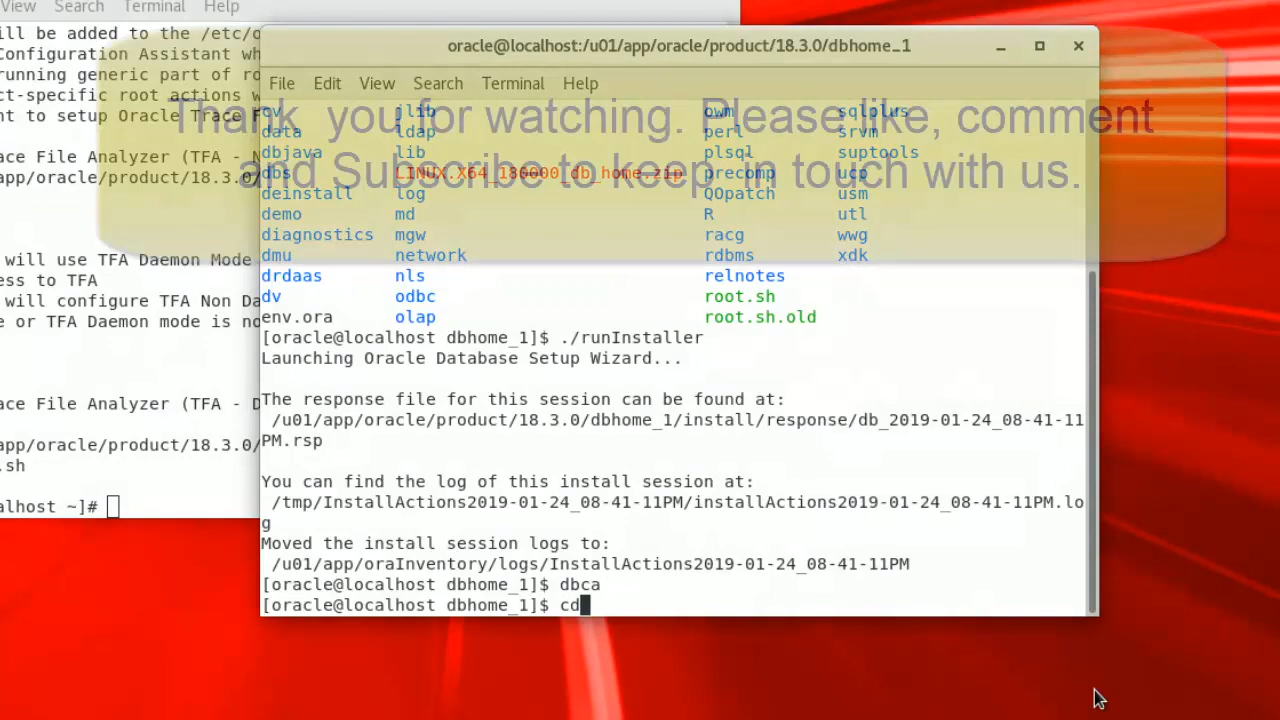 View Search Terminal Help
ill be added to the /etc/o
Configuration Assistant wh
running generic part of ro
ct-specific root actions w
nt to setup Oracle Trace F
ace File Analyzer (TFA - N
app/oracle/product/18.3.0/
will use TFA Daemon Mode
ess to TFA
will configure TFA Non Da
e or TFA Daemon mode is no
ace File Analyzer (TFA - D
app/oracle/product/18.3.0/
.sh
alhost ~]#
oracle@localhost:/u01/app/oracle/product/18.3.0/dbhome_1
File Edit View Search Terminal Help
Thank you for watching. Please like, comment
and Subscribe to keep in touch with us.
cv jlib owm sqlplus
data ldap perl srvm
dbjava lib plsql suptools
dbs LINUX.X64_180000_db_home.zip precomp ucp
deinstall log QOpatch usm
demo md R utl
diagnostics mgw racg wwg
dmu network rdbms xdk
drdaas nls relnotes
dv odbc root.sh
env.ora olap root.sh.old
[oracle@localhost dbhome_1]$ ./runInstaller
Launching Oracle Database Setup Wizard...
The response file for this session can be found at:
/u01/app/oracle/product/18.3.0/dbhome_1/install/response/db_2019-01-24_08-41-11
PM.rsp
You can find the log of this install session at:
/tmp/InstallActions2019-01-24_08-41-11PM/installActions2019-01-24_08-41-11PM.lo
g
Moved the install session logs to:
/u01/app/oraInventory/logs/InstallActions2019-01-24_08-41-11PM
[oracle@localhost dbhome_1]$ dbca
[oracle@localhost dbhome_1]$ cd